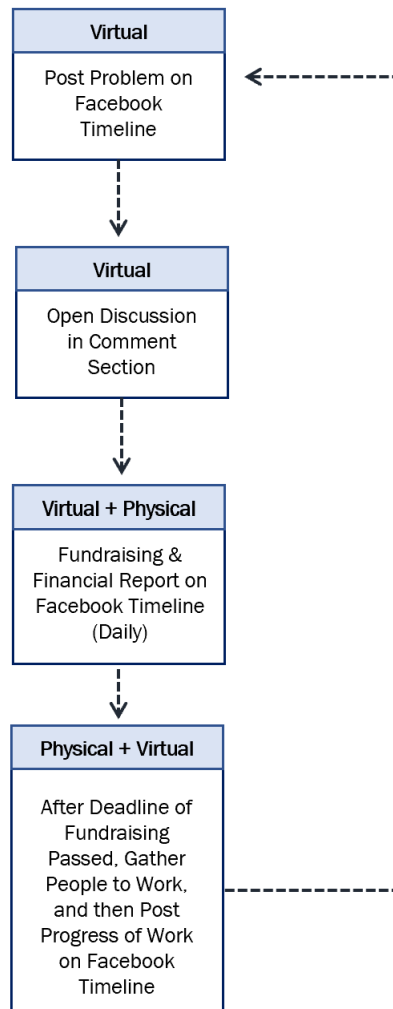 Virtual
Post Problem on
Facebook
Timeline
Virtual
Open Discussion
in Comment
Section
Virtual + Physical
Fundraising &
Financial Report on
Facebook Timeline
(Daily)
Physical + Virtual
After Deadline of
Fundraising
Passed, Gather
People to Work,
and then Post
Progress of Work
on Facebook
Timeline